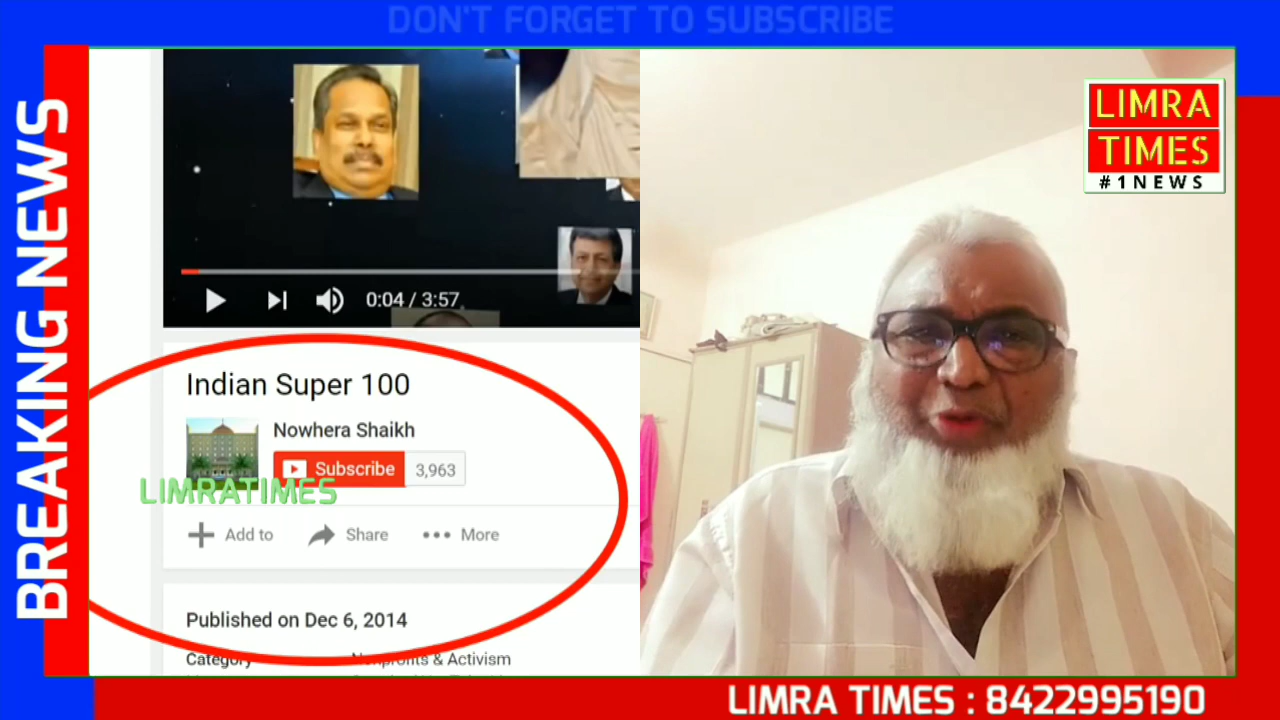 DON'T FORGET TO SUBSCRIBE
BREAKING NEWS
LIMRA
TIMES
#1NEWS
0:04 / 3:57
Indian Super 100
Nowhera Shaikh
Subscribe 3,963
LIMRATIMES
Add to Share More
Published on Dec 6, 2014
Category Nonprofits & Activism
LIMRA TIMES : 8422995190